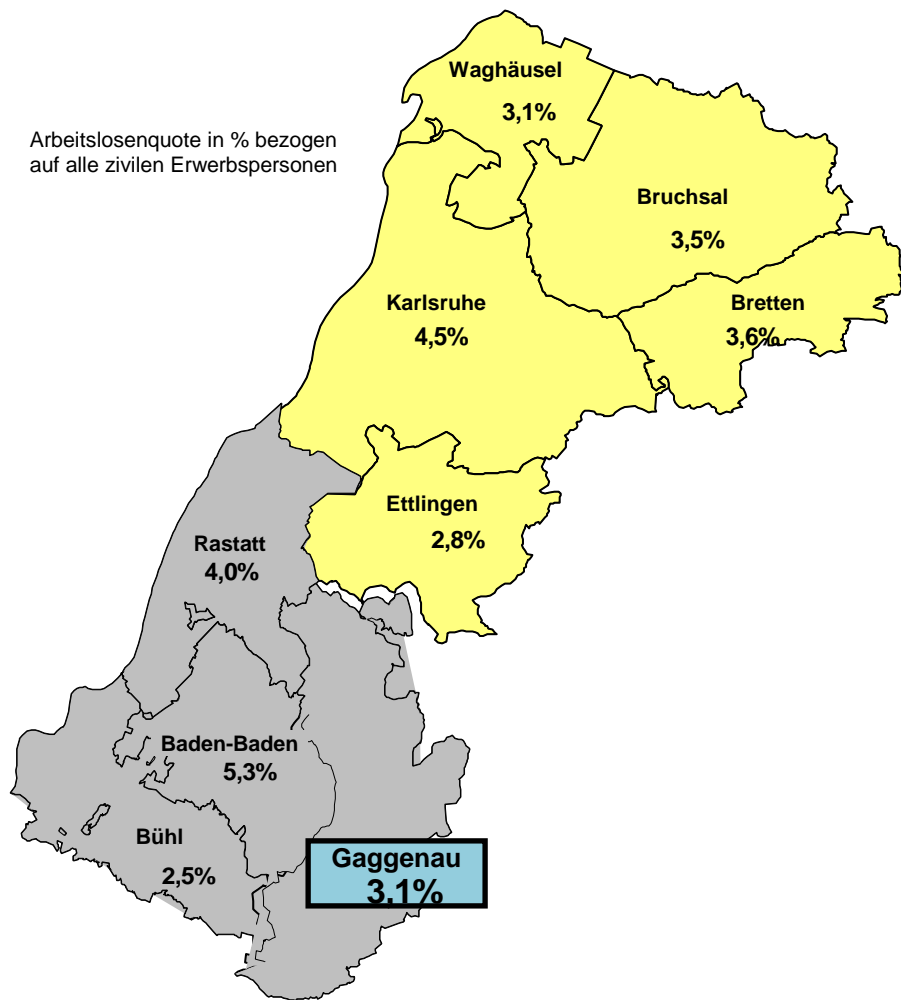 Waghäusel
3,1%
Arbeitslosenquote in % bezogen
auf alle zivilen Erwerbspersonen
Bruchsal
3,5%
Karlsruhe
4,5%
Bretten
3,6%
Ettlingen
2,8%
Rastatt
4,0%
Baden-Baden
5,3%
Bühl
2,5%
Gaggenau
3,1%